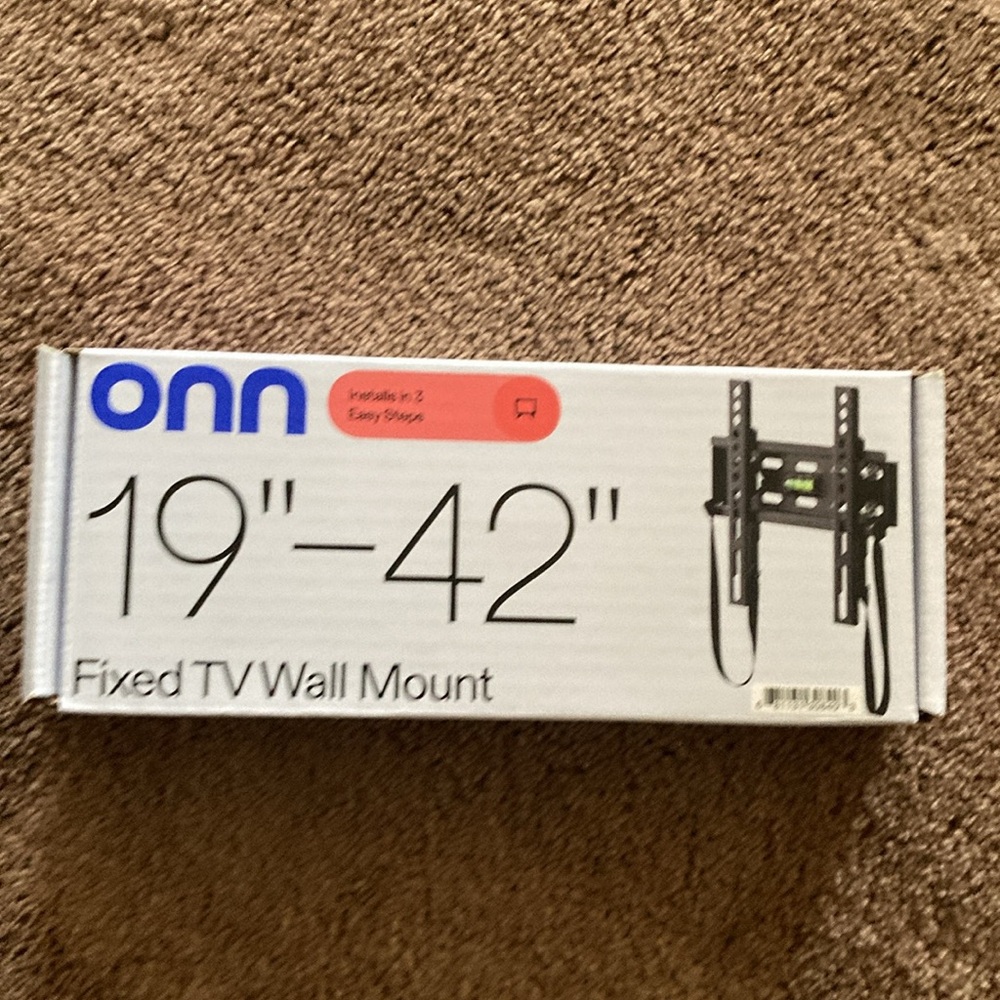 onn
Installs in 3
Easy Steps
19"–42"
Fixed TV Wall Mount